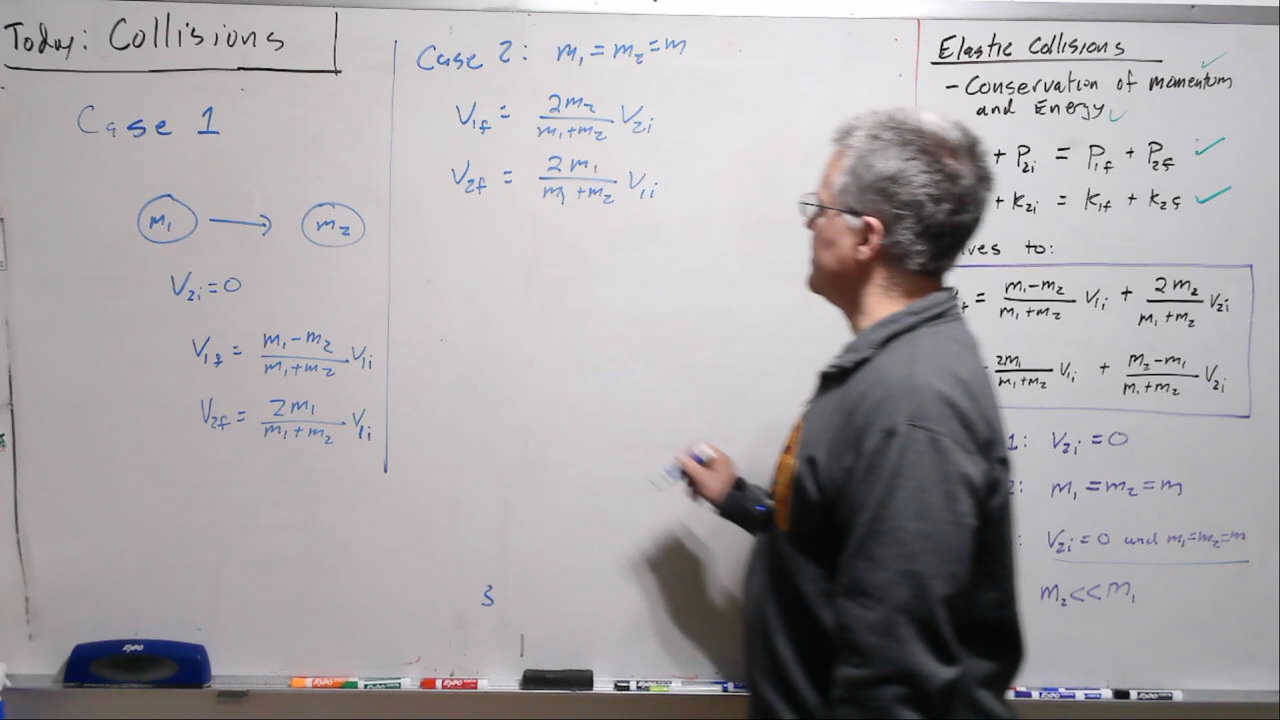 Today: Collisions
Case 1
m₁ → m₂
V₂ᵢ=0
V₁f = (m₁-m₂)/(m₁+m₂) V₁ᵢ
V₂f = 2m₁/(m₁+m₂) V₁ᵢ
Case 2: m₁=m₂=m
V₁f = 2m₂/(m₁+m₂) V₂ᵢ
V₂f = 2m₁/(m₁+m₂) V₁ᵢ
3
Elastic Collisions
- Conservation of momentum ✓
and Energy ✓
+ P₂ᵢ = P₁f + P₂f ✓
+ K₂ᵢ = K₁f + K₂f ✓
to:
= (m₁-m₂)/(m₁+m₂) V₁ᵢ + 2m₂/(m₁+m₂) V₂ᵢ
2m₁/(m₁+m₂) V₁ᵢ + (m₂-m₁)/(m₁+m₂) V₂ᵢ
1: V₂ᵢ=0
2: m₁=m₂=m
: V₂ᵢ=0 and m₁=m₂=m
m₂<<m₁
EXPO
EXPO
EXPO
EXPO